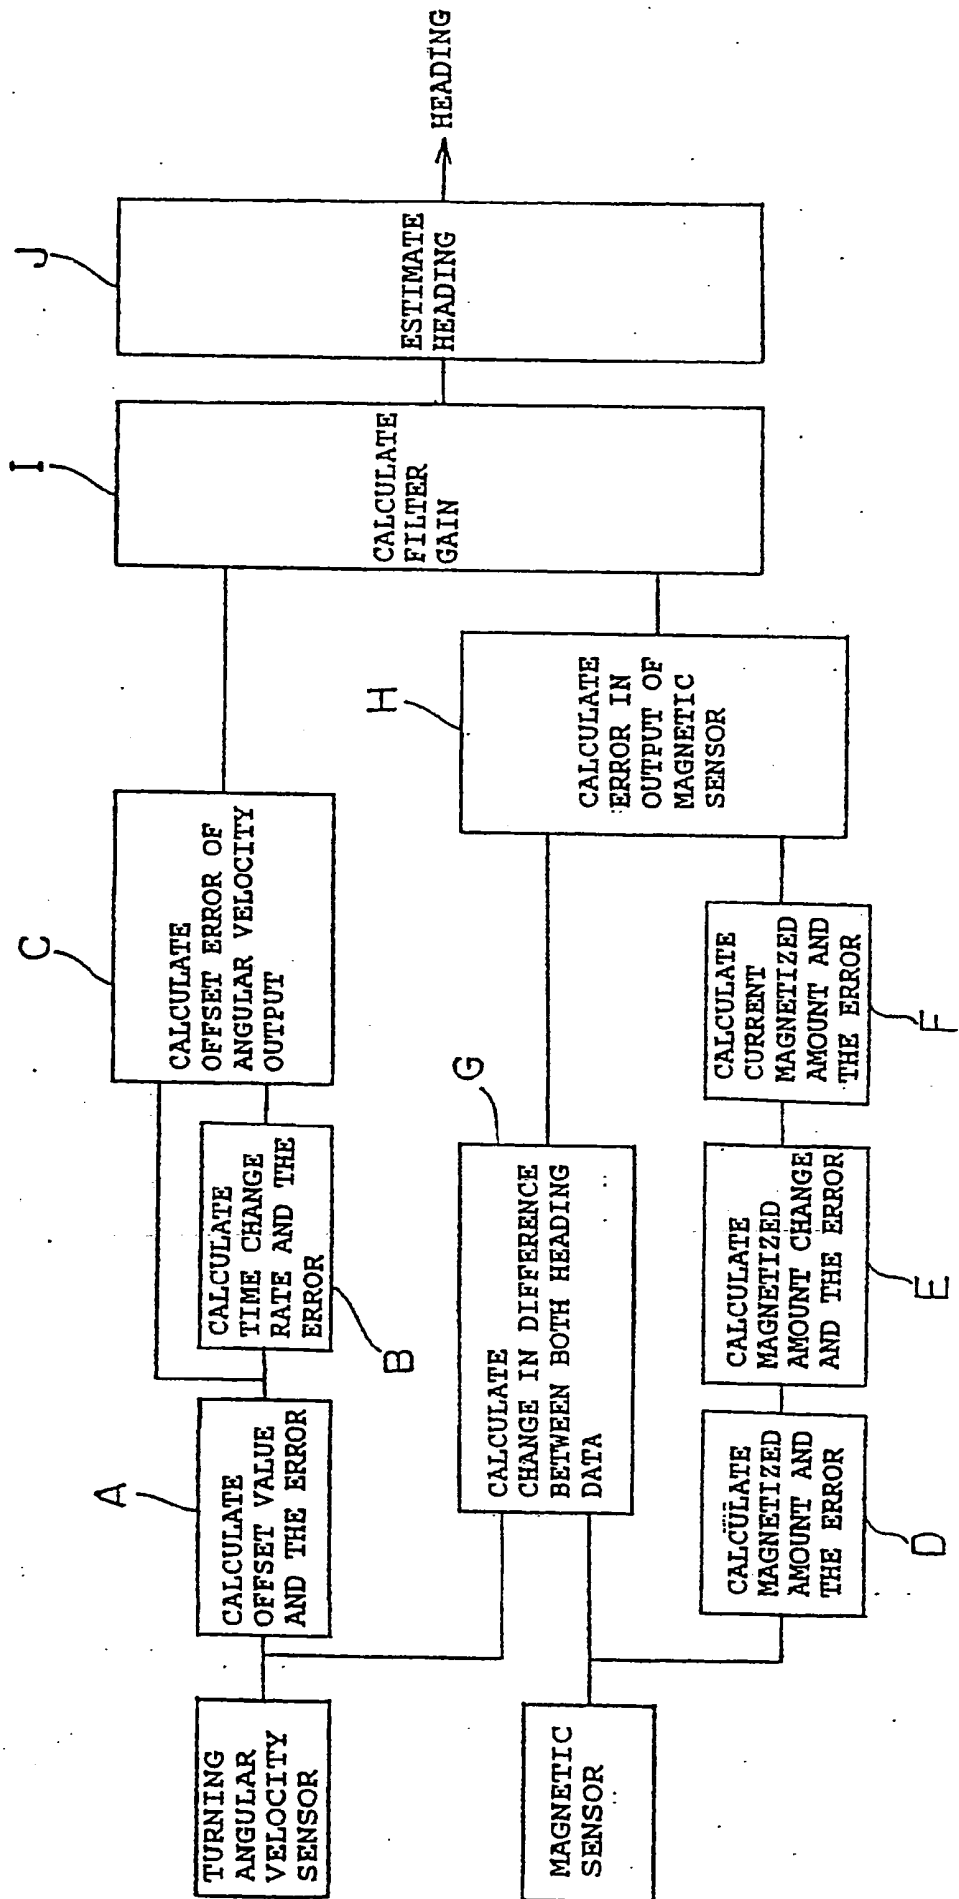 TURNING
ANGULAR
VELOCITY
SENSOR
A
CALCULATE
OFFSET VALUE
AND THE ERROR
B
CALCULATE
TIME CHANGE
RATE AND THE
ERROR
C
CALCULATE
OFFSET ERROR OF
ANGULAR VELOCITY
OUTPUT
MAGNETIC
SENSOR
G
CALCULATE
CHANGE IN DIFFERENCE
BETWEEN BOTH HEADING
DATA
D
CALCULATE
MAGNETIZED
AMOUNT AND
THE ERROR
E
CALCULATE
MAGNETIZED
AMOUNT CHANGE
AND THE ERROR
F
CALCULATE
CURRENT
MAGNETIZED
AMOUNT AND
THE ERROR
H
CALCULATE
ERROR IN
OUTPUT OF
MAGNETIC
SENSOR
I
CALCULATE
FILTER
GAIN
J
ESTIMATE
HEADING
HEADING